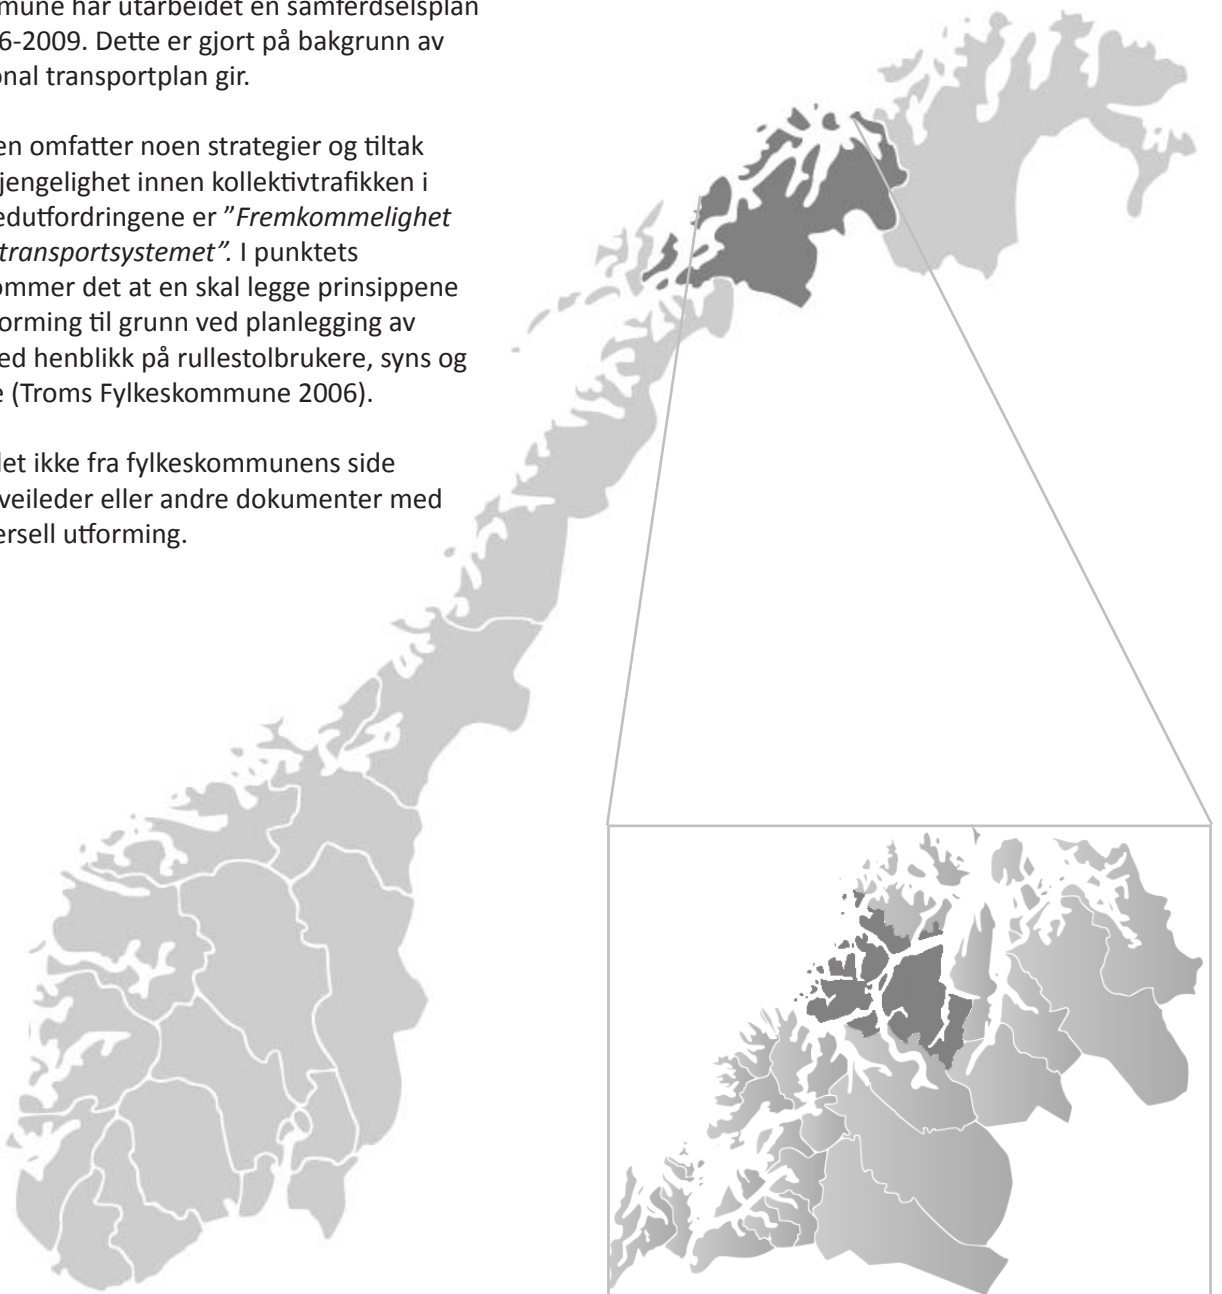 mmune har utarbeidet en samferdselsplan
6-2009. Dette er gjort på bakgrunn av
onal transportplan gir.
en omfatter noen strategier og tiltak
jengelighet innen kollektivtrafikken i
edutfordringene er ”Fremkommelighet
transportsystemet”. I punktets
ommer det at en skal legge prinsippene
orming til grunn ved planlegging av
ed henblikk på rullestolbrukere, syns og
e (Troms Fylkeskommune 2006).
let ikke fra fylkeskommunens side
veileder eller andre dokumenter med
ersell utforming.